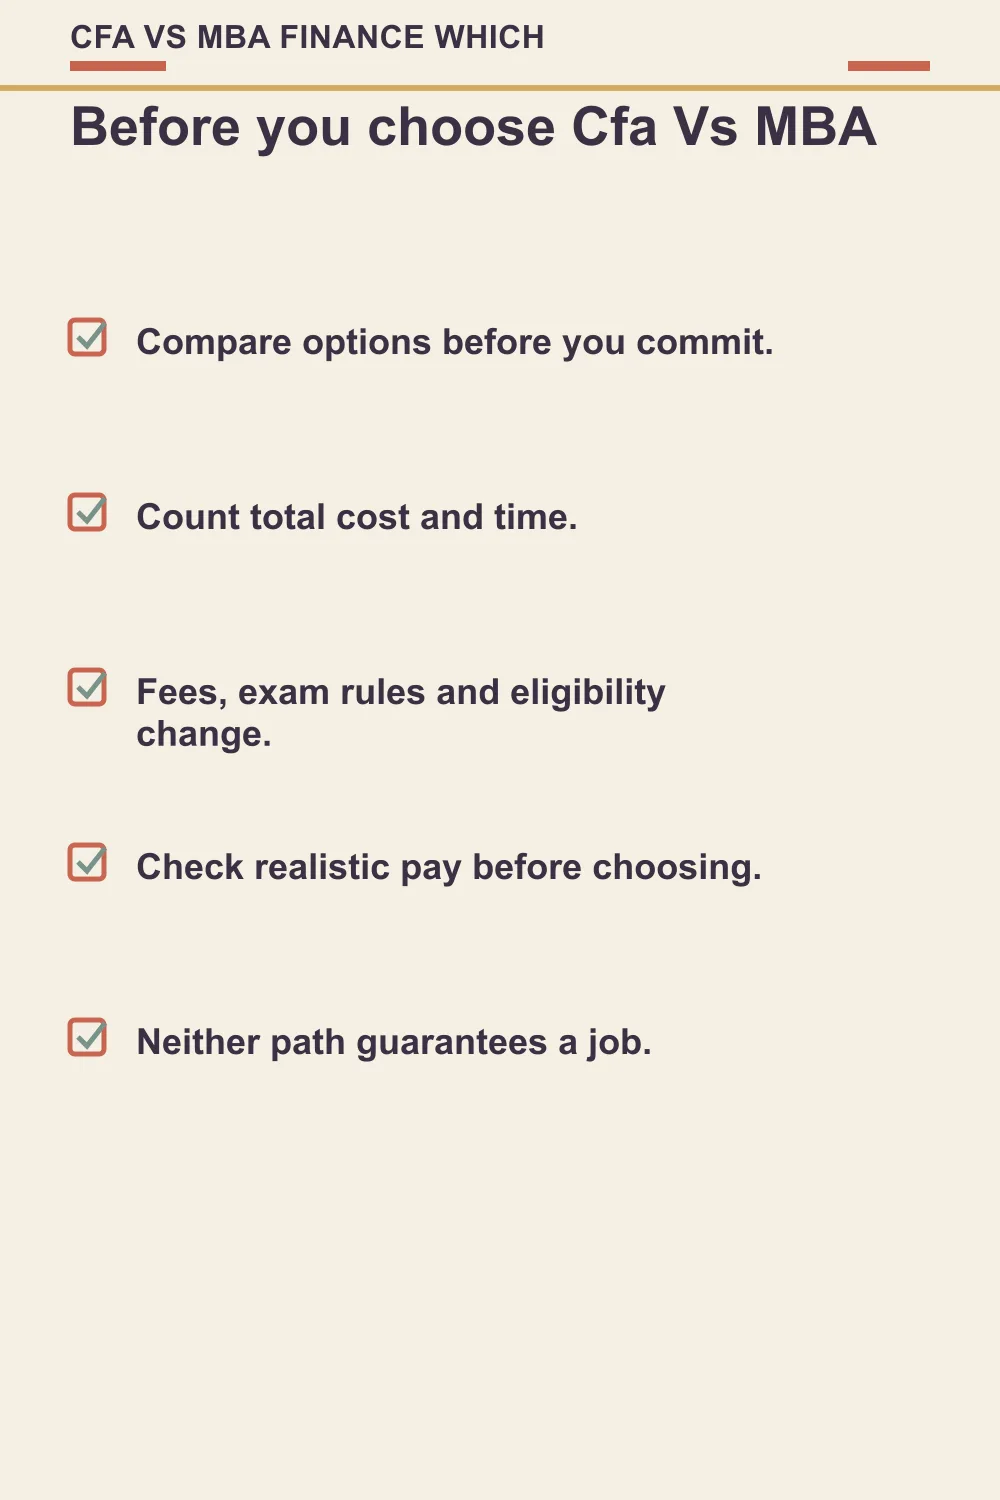 CFA VS MBA FINANCE WHICH
Before you choose Cfa Vs MBA
Compare options before you commit.
Count total cost and time.
Fees, exam rules and eligibility
change.
Check realistic pay before choosing.
Neither path guarantees a job.